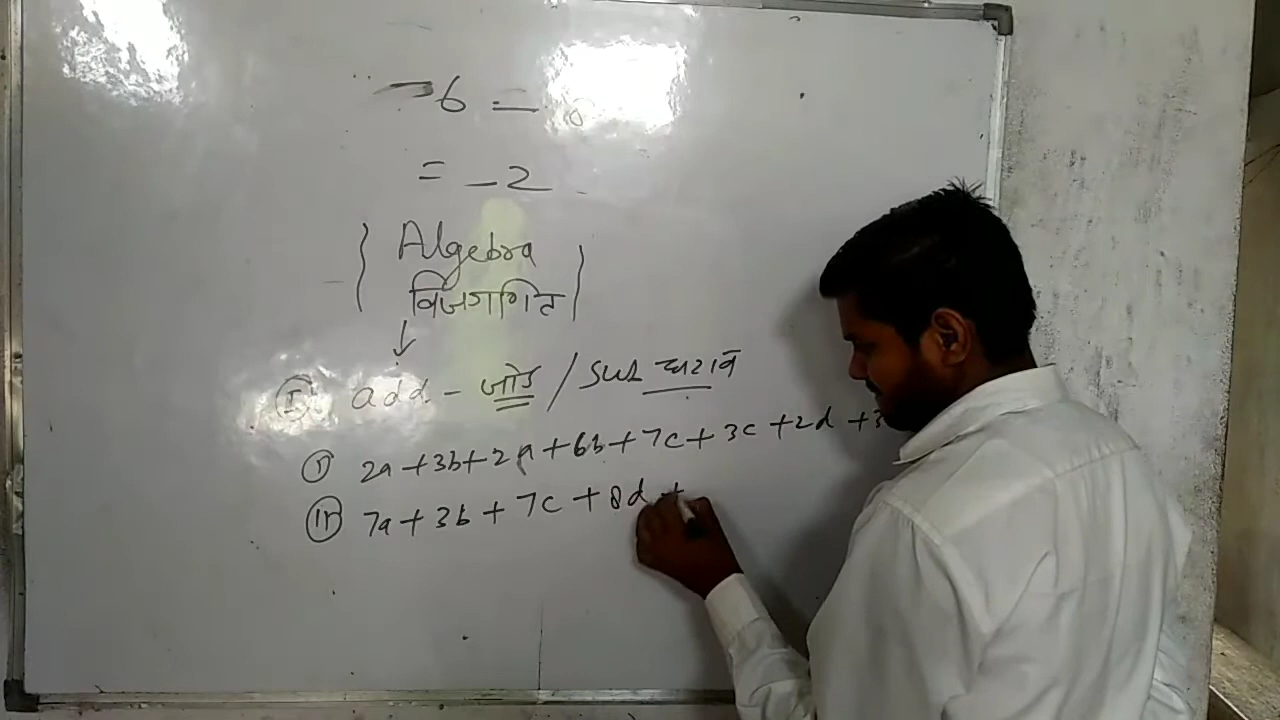 - 6 -
= - 2
{ Algebra
विजगणित }
↓
(I) add - जोड / Sub घटाव
(I) 2a + 3b + 2a + 6b + 7c + 3c + 2d + 3
(II) 7a + 3b + 7c + 8d +